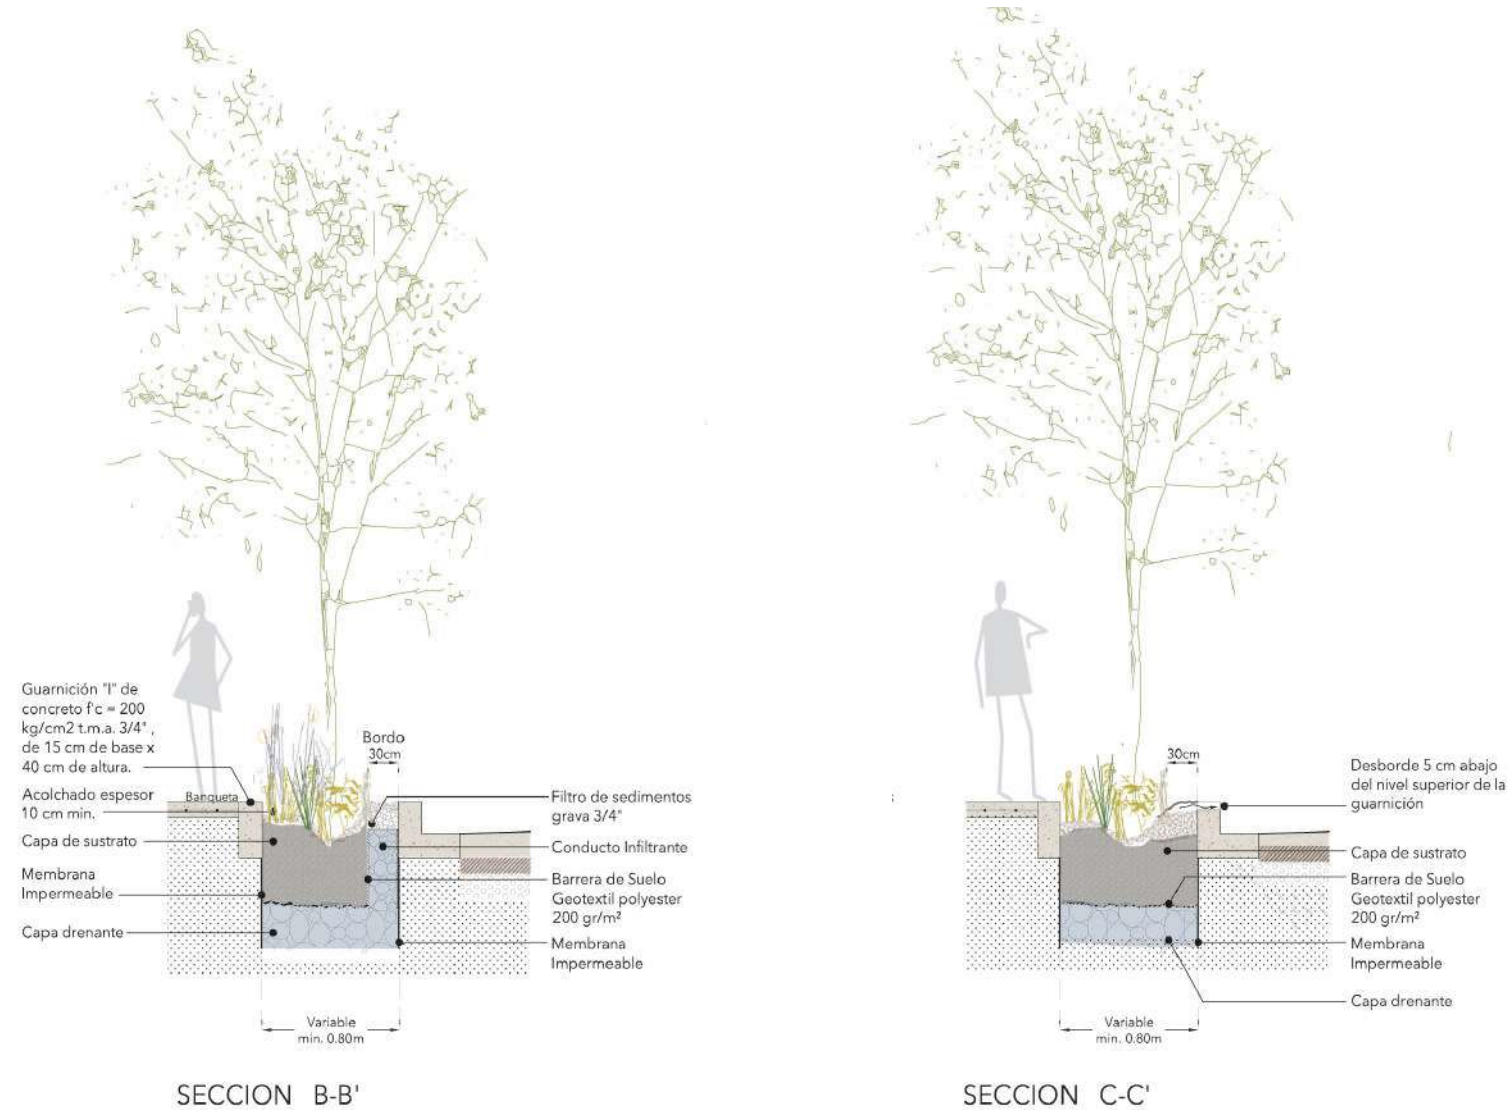 Guarnición "I" de
concreto f'c = 200
kg/cm2 t.m.a. 3/4" ,
de 15 cm de base x
40 cm de altura.
Banqueta
Acolchado espesor
10 cm min.
Capa de sustrato
Membrana
Impermeable
Capa drenante
Bordo
30cm
Filtro de sedimentos
grava 3/4"
Conducto Infiltrante
Barrera de Suelo
Geotextil polyester
200 gr/m²
Membrana
Impermeable
Variable
min. 0.80m
SECCION B-B'
30cm
Desborde 5 cm abajo
del nivel superior de la
guarnición
Capa de sustrato
Barrera de Suelo
Geotextil polyester
200 gr/m²
Membrana
Impermeable
Capa drenante
Variable
min. 0.80m
SECCION C-C'